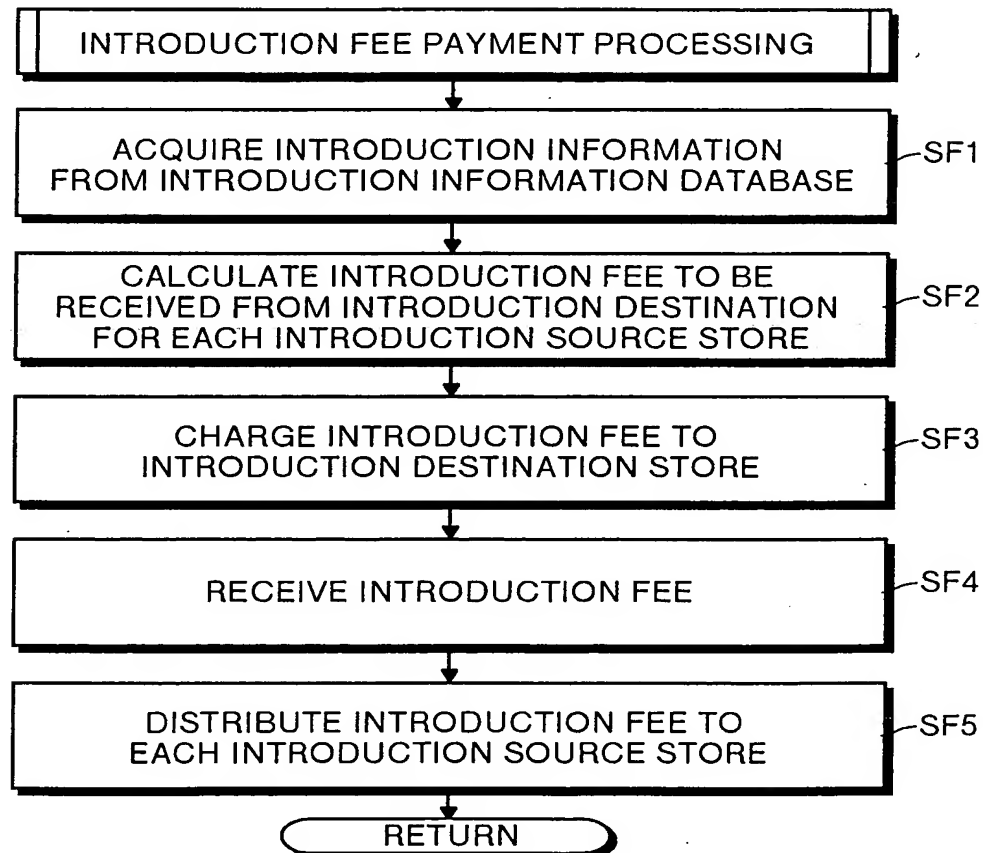 INTRODUCTION FEE PAYMENT PROCESSING
ACQUIRE INTRODUCTION INFORMATION
FROM INTRODUCTION INFORMATION DATABASE
SF1
CALCULATE INTRODUCTION FEE TO BE
RECEIVED FROM INTRODUCTION DESTINATION
FOR EACH INTRODUCTION SOURCE STORE
SF2
CHARGE INTRODUCTION FEE TO
INTRODUCTION DESTINATION STORE
SF3
RECEIVE INTRODUCTION FEE
SF4
DISTRIBUTE INTRODUCTION FEE TO
EACH INTRODUCTION SOURCE STORE
SF5
RETURN